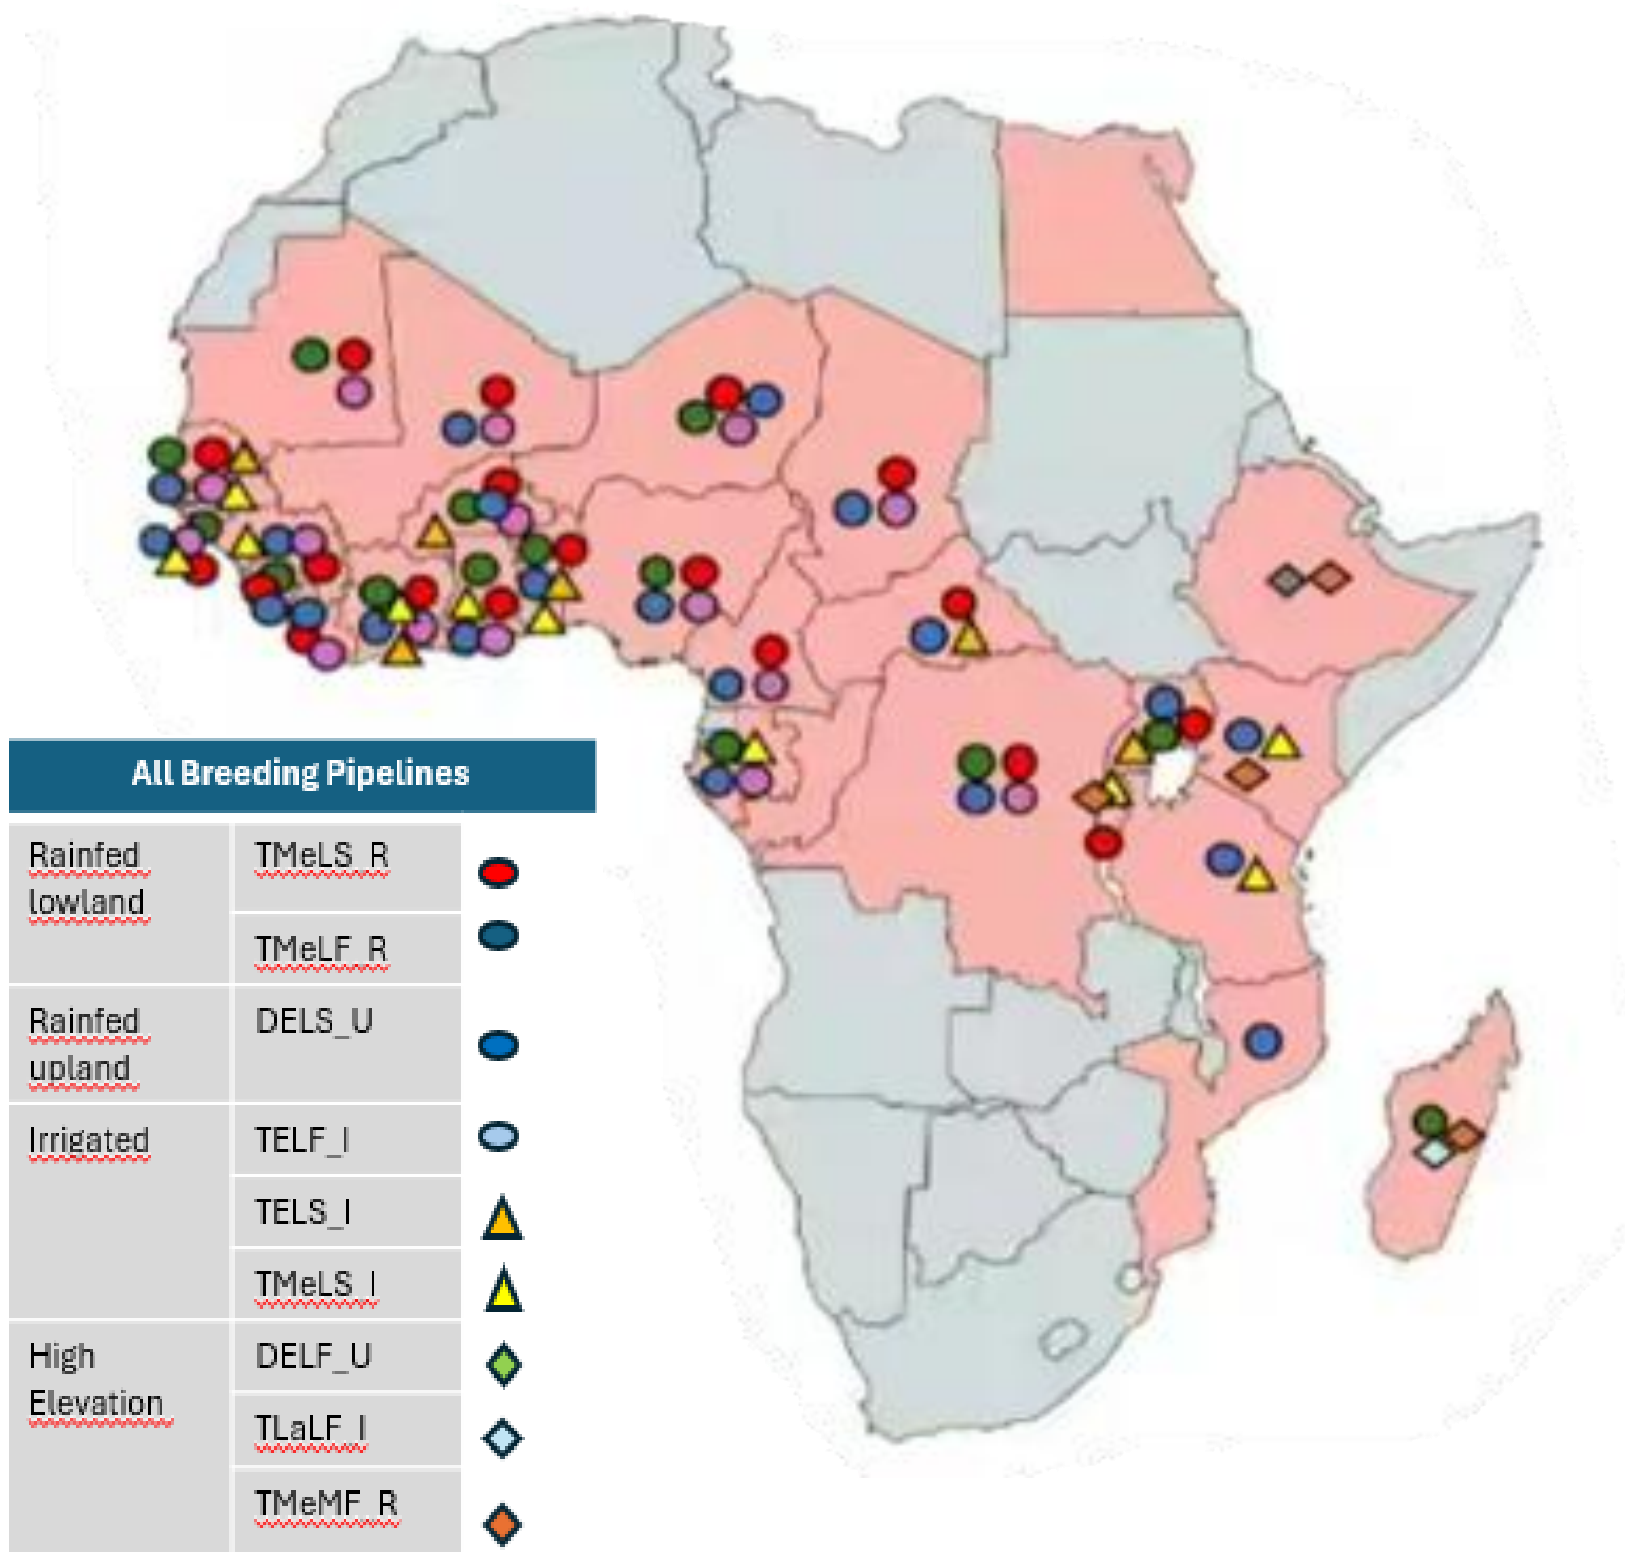 All Breeding Pipelines
Rainfed
lowland
TMeLS_R
TMeLF_R
Rainfed
upland
DELS_U
Irrigated
TELF_I
TELS_I
TMeLS_I
High
Elevation
DELF_U
TLaLF_I
TMeMF_R